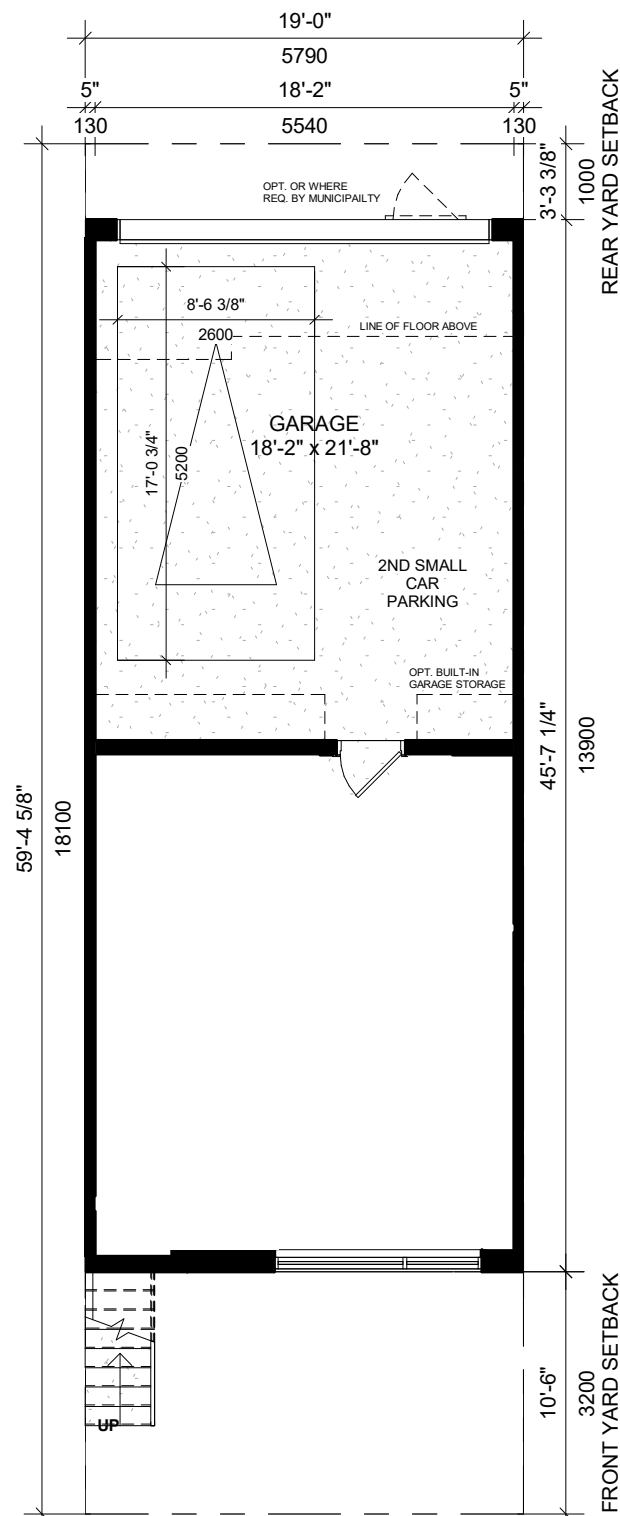 19'-0"
5790
5" 18'-2" 5"
130 5540 130
3'-3 3/8"
1000
REAR YARD SETBACK
OPT. OR WHERE
REQ. BY MUNICIPAILTY
8'-6 3/8"
2600
LINE OF FLOOR ABOVE
GARAGE
18'-2" x 21'-8"
17'-0 3/4"
5200
2ND SMALL
CAR
PARKING
OPT. BUILT-IN
GARAGE STORAGE
45'-7 1/4"
13900
59'-4 5/8"
18100
UP
10'-6"
3200
FRONT YARD SETBACK